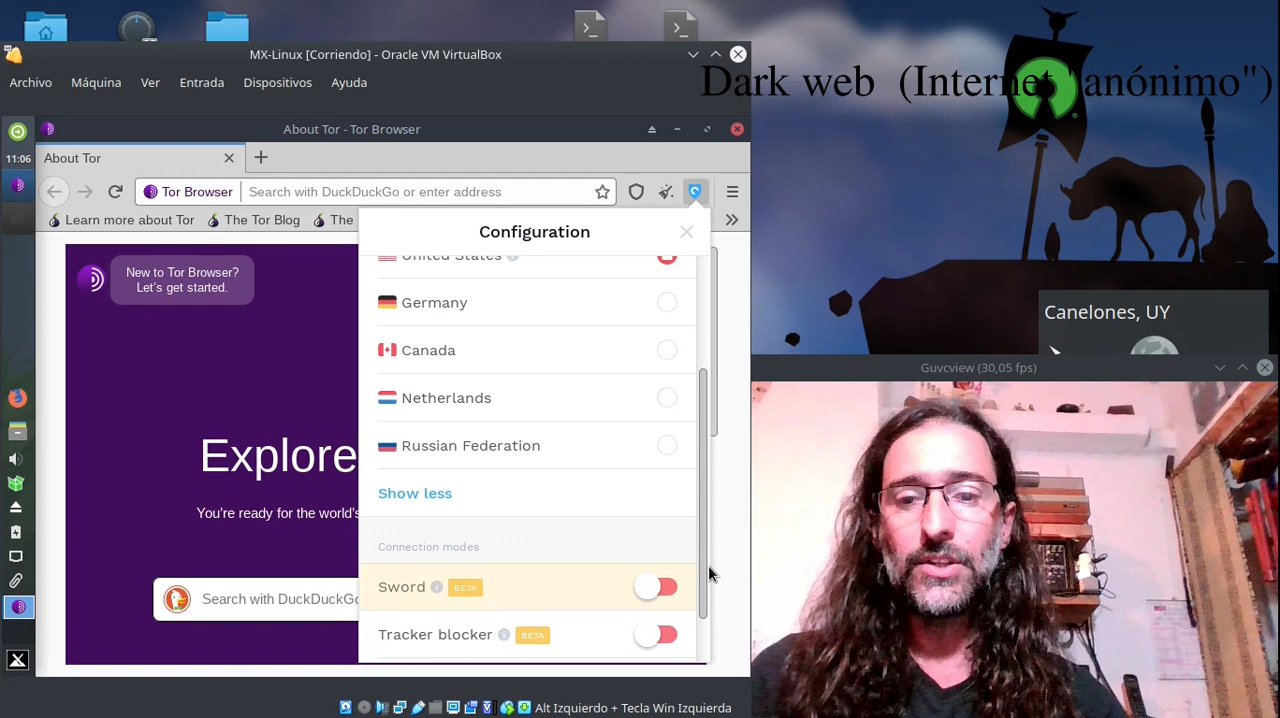 MX-Linux [Corriendo] - Oracle VM VirtualBox
Archivo Máquina Ver Entrada Dispositivos Ayuda
Dark web (Internet "anónimo")
About Tor - Tor Browser
11:06
About Tor
Tor Browser Search with DuckDuckGo or enter address
Learn more about Tor The Tor Blog The
Configuration
New to Tor Browser?
Let's get started.
United States
Germany
Canada
Netherlands
Russian Federation
Show less
Connection modes
Sword BETA
Tracker blocker BETA
Explore
You're ready for the world's
Search with DuckDuckGo
Canelones, UY
Guvcview (30,05 fps)
Alt Izquierdo + Tecla Win Izquierda